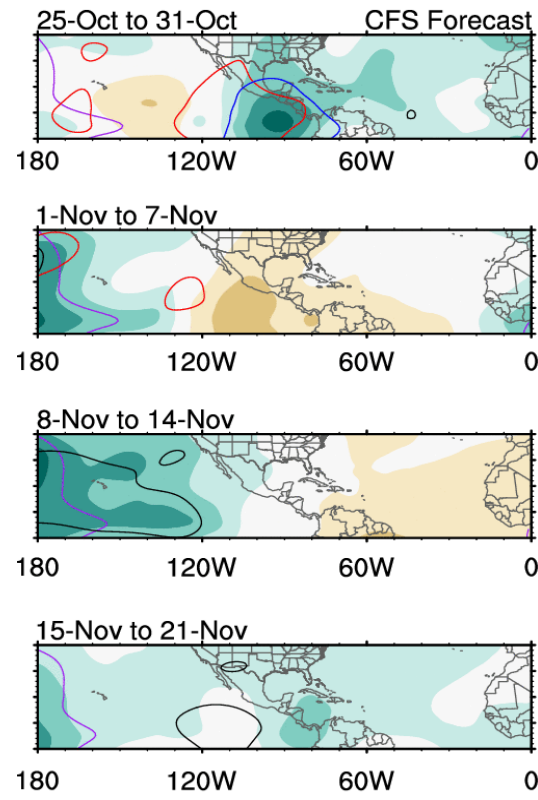 25-Oct to 31-Oct CFS Forecast
180 120W 60W 0
1-Nov to 7-Nov
180 120W 60W 0
8-Nov to 14-Nov
180 120W 60W 0
15-Nov to 21-Nov
180 120W 60W 0